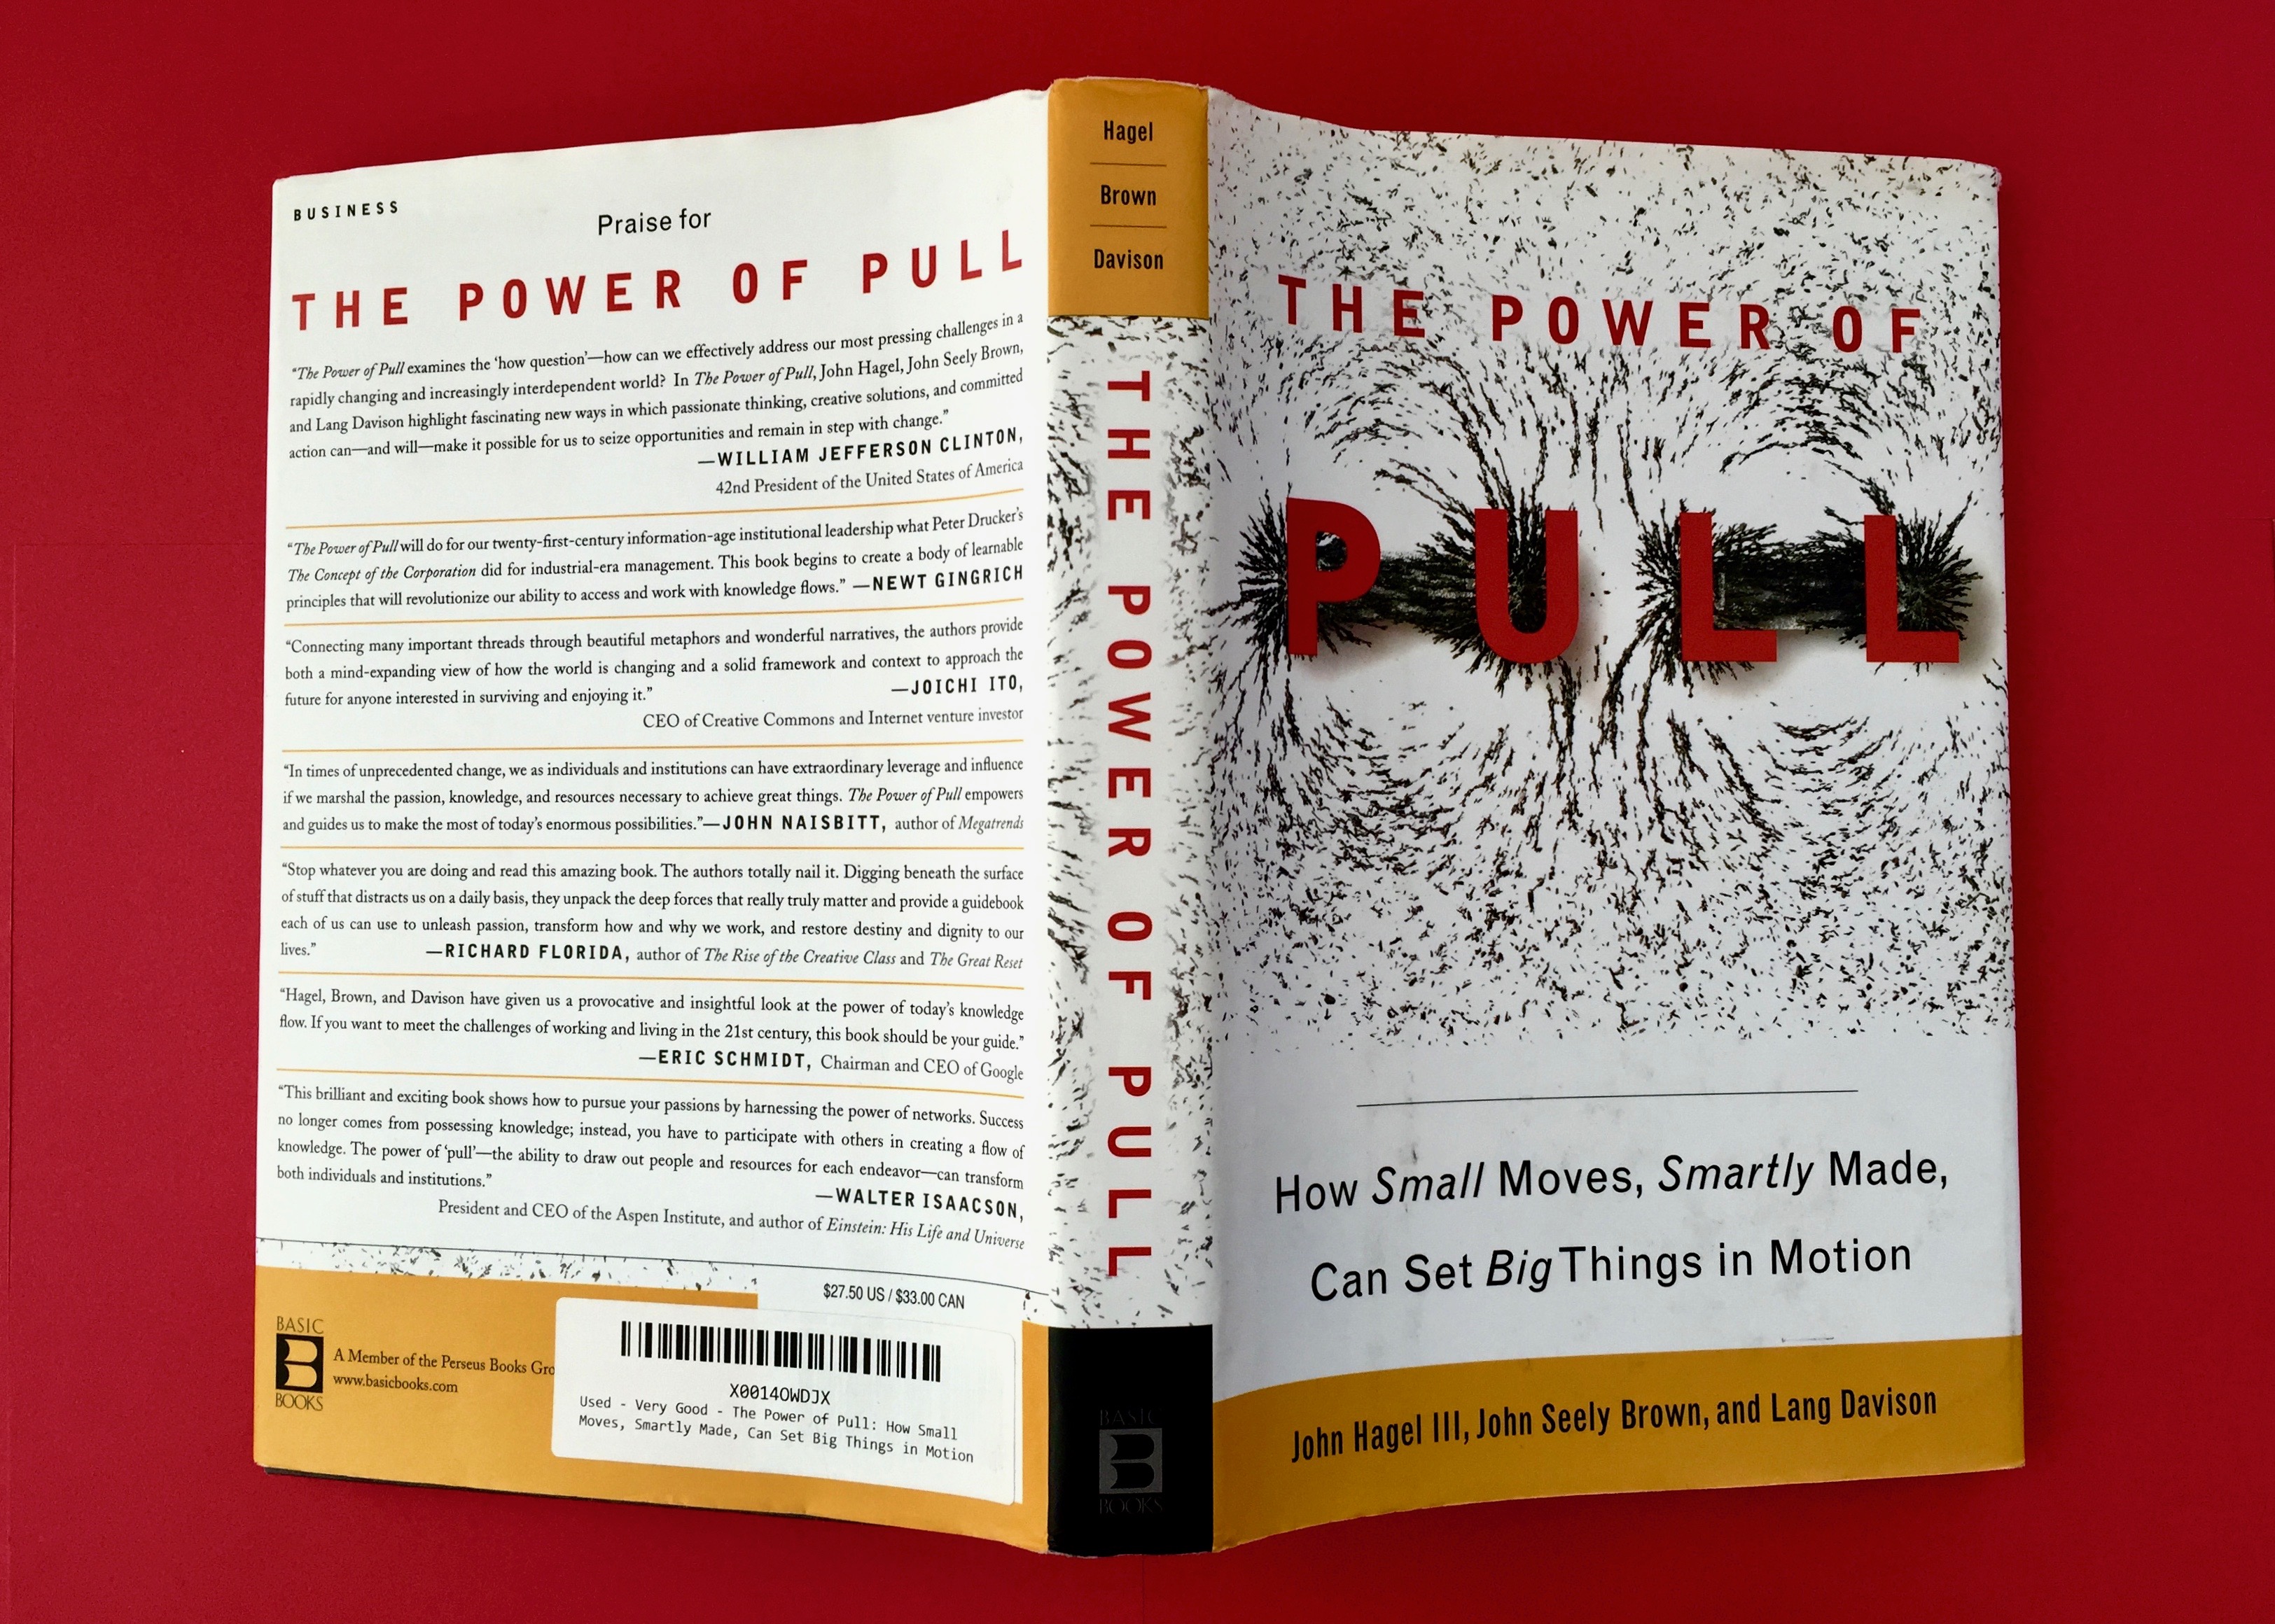 BUSINESS
Praise for
THE POWER OF PULL
“The Power of Pull examines the ‘how question’—how can we effectively address our most pressing challenges in a
rapidly changing and increasingly interdependent world? In The Power of Pull, John Hagel, John Seely Brown,
and Lang Davison highlight fascinating new ways in which passionate thinking, creative solutions, and committed
action can—and will—make it possible for us to seize opportunities and remain in step with change.”
—WILLIAM JEFFERSON CLINTON,
42nd President of the United States of America
“The Power of Pull will do for our twenty-first-century information-age institutional leadership what Peter Drucker’s
The Concept of the Corporation did for industrial-era management. This book begins to create a body of learnable
principles that will revolutionize our ability to access and work with knowledge flows.” —NEWT GINGRICH
“Connecting many important threads through beautiful metaphors and wonderful narratives, the authors provide
both a mind-expanding view of how the world is changing and a solid framework and context to approach the
future for anyone interested in surviving and enjoying it.” —JOICHI ITO,
CEO of Creative Commons and Internet venture investor
“In times of unprecedented change, we as individuals and institutions can have extraordinary leverage and influence
if we marshal the passion, knowledge, and resources necessary to achieve great things. The Power of Pull empowers
and guides us to make the most of today’s enormous possibilities.”—JOHN NAISBITT, author of Megatrends
“Stop whatever you are doing and read this amazing book. The authors totally nail it. Digging beneath the surface
of stuff that distracts us on a daily basis, they unpack the deep forces that really truly matter and provide a guidebook
each of us can use to unleash passion, transform how and why we work, and restore destiny and dignity to our
lives.” —RICHARD FLORIDA, author of The Rise of the Creative Class and The Great Reset
“Hagel, Brown, and Davison have given us a provocative and insightful look at the power of today’s knowledge
flow. If you want to meet the challenges of working and living in the 21st century, this book should be your guide.”
—ERIC SCHMIDT, Chairman and CEO of Google
“This brilliant and exciting book shows how to pursue your passions by harnessing the power of networks. Success
no longer comes from possessing knowledge; instead, you have to participate with others in creating a flow of
knowledge. The power of ‘pull’—the ability to draw out people and resources for each endeavor—can transform
both individuals and institutions.”
—WALTER ISAACSON,
President and CEO of the Aspen Institute, and author of Einstein: His Life and Universe
$27.50 US / $33.00 CAN
BASIC
B
BOOKS
A Member of the Perseus Books Gro
www.basicbooks.com
X0014OWDJX
Used - Very Good - The Power of Pull: How Small
Moves, Smartly Made, Can Set Big Things in Motion
Hagel
Brown
Davison
THE POWER OF PULL
BASIC
B
BOOKS
THE POWER OF
PULL
How Small Moves, Smartly Made,
Can Set Big Things in Motion
John Hagel III, John Seely Brown, and Lang Davison